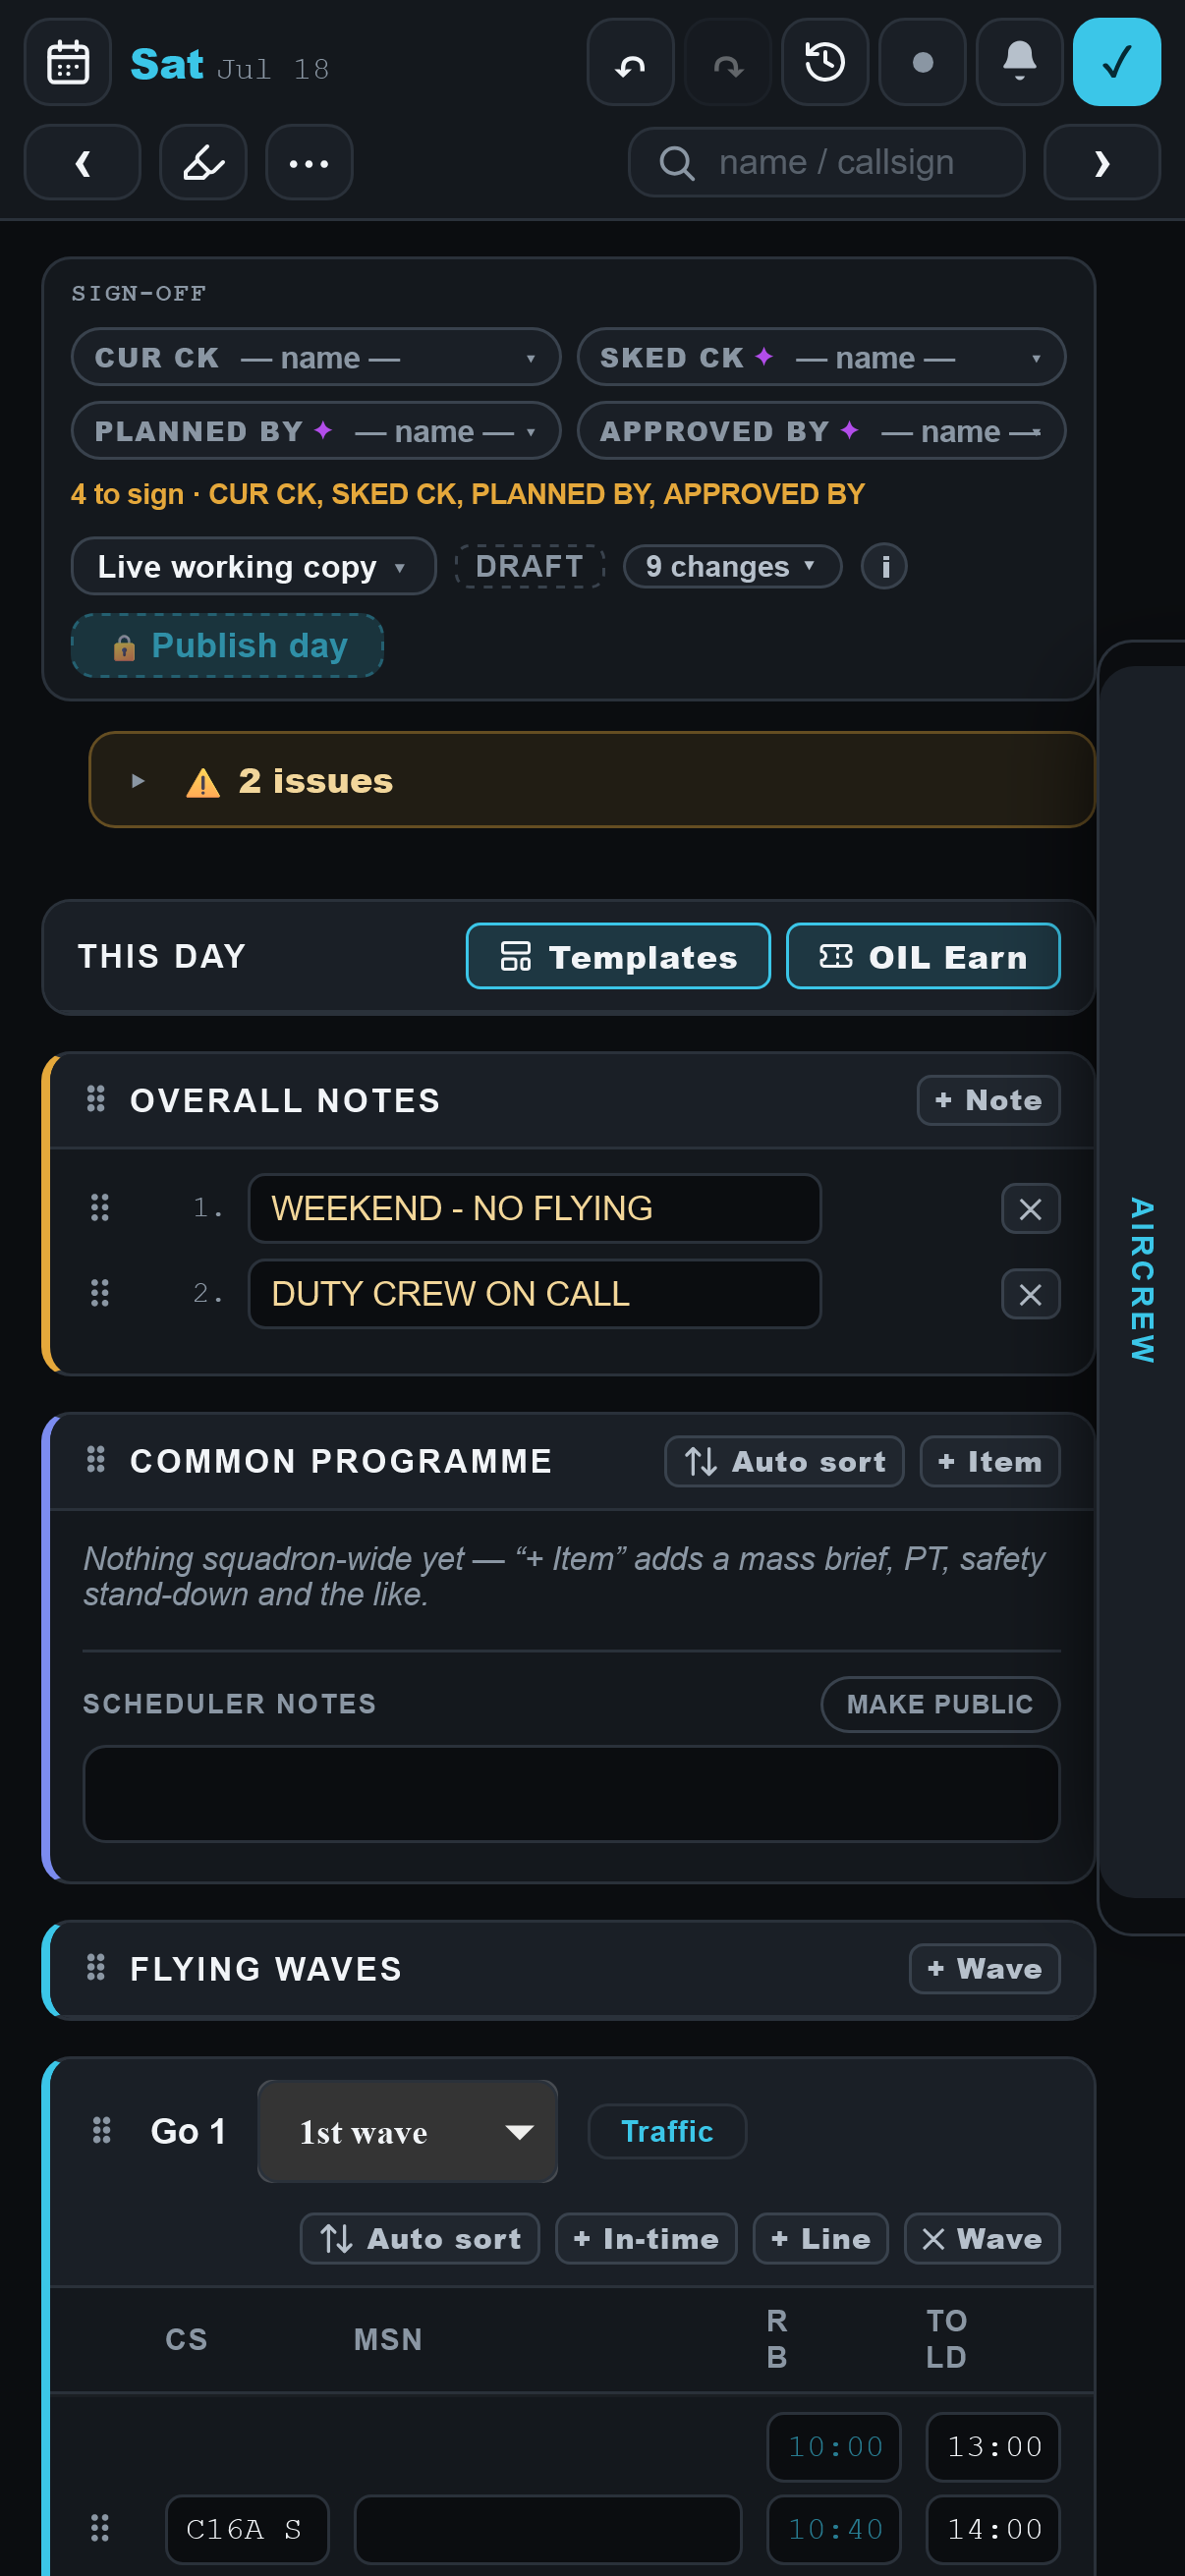 Sat Jul 18
name / callsign
SIGN-OFF
CUR CK — name —
SKED CK ✦ — name —
PLANNED BY ✦ — name —
APPROVED BY ✦ — name —
4 to sign · CUR CK, SKED CK, PLANNED BY, APPROVED BY
Live working copy DRAFT 9 changes i
Publish day
2 issues
THIS DAY Templates OIL Earn
OVERALL NOTES + Note
1. WEEKEND - NO FLYING
2. DUTY CREW ON CALL
AIRCREW
COMMON PROGRAMME Auto sort + Item
Nothing squadron-wide yet — “+ Item” adds a mass brief, PT, safety
stand-down and the like.
SCHEDULER NOTES MAKE PUBLIC
FLYING WAVES + Wave
Go 1 1st wave Traffic
Auto sort + In-time + Line × Wave
CS MSN R TO
B LD
10:00 13:00
C16A S 10:40 14:00